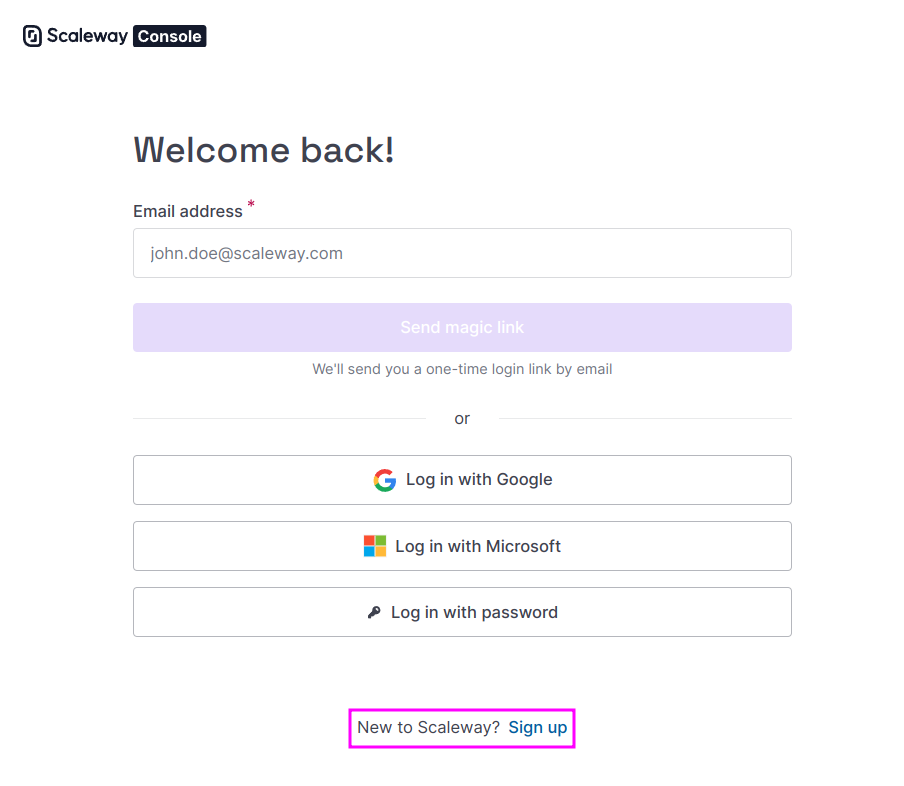 Scaleway Console
Welcome back!
Email address *
john.doe@scaleway.com
Send magic link
We'll send you a one-time login link by email
or
Log in with Google
Log in with Microsoft
Log in with password
New to Scaleway? Sign up